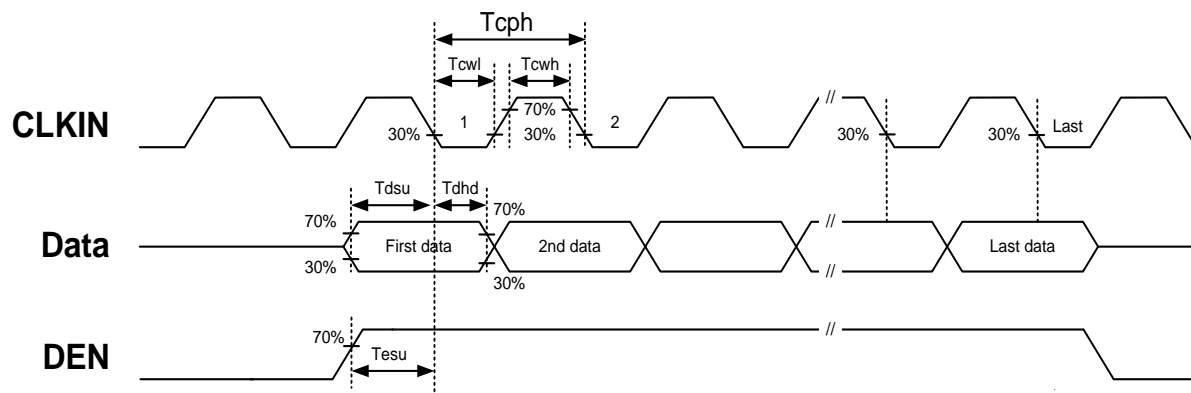 Tcph
Tcwl
Tcwh
CLKIN
30%
1
70%
30%
2
//
30%
30%
Last
Tdsu
Tdhd
70%
70%
Data
First data
2nd data
//
//
Last data
30%
30%
DEN
70%
Tesu
//